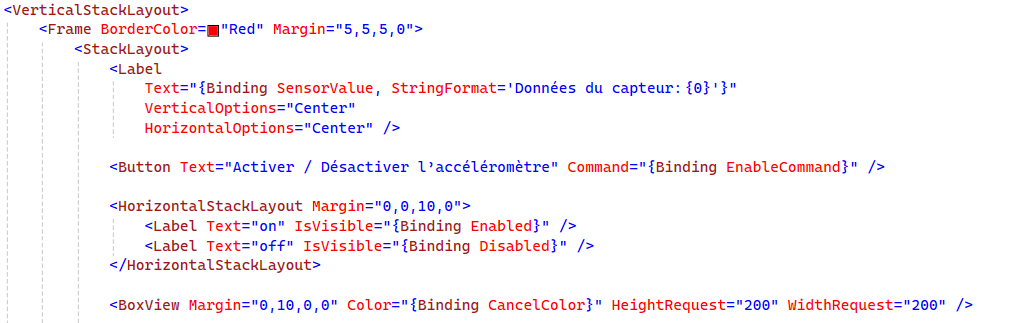 <VerticalStackLayout>
<Frame BorderColor="Red" Margin="5,5,5,0">
<StackLayout>
<Label
Text="{Binding SensorValue, StringFormat='Données du capteur: {0}'}"
VerticalOptions="Center"
HorizontalOptions="Center" />
<Button Text="Activer / Désactiver l’accéléromètre" Command="{Binding EnableCommand}" />
<HorizontalStackLayout Margin="0,0,10,0">
<Label Text="on" IsVisible="{Binding Enabled}" />
<Label Text="off" IsVisible="{Binding Disabled}" />
</HorizontalStackLayout>
<BoxView Margin="0,10,0,0" Color="{Binding CancelColor}" HeightRequest="200" WidthRequest="200" />